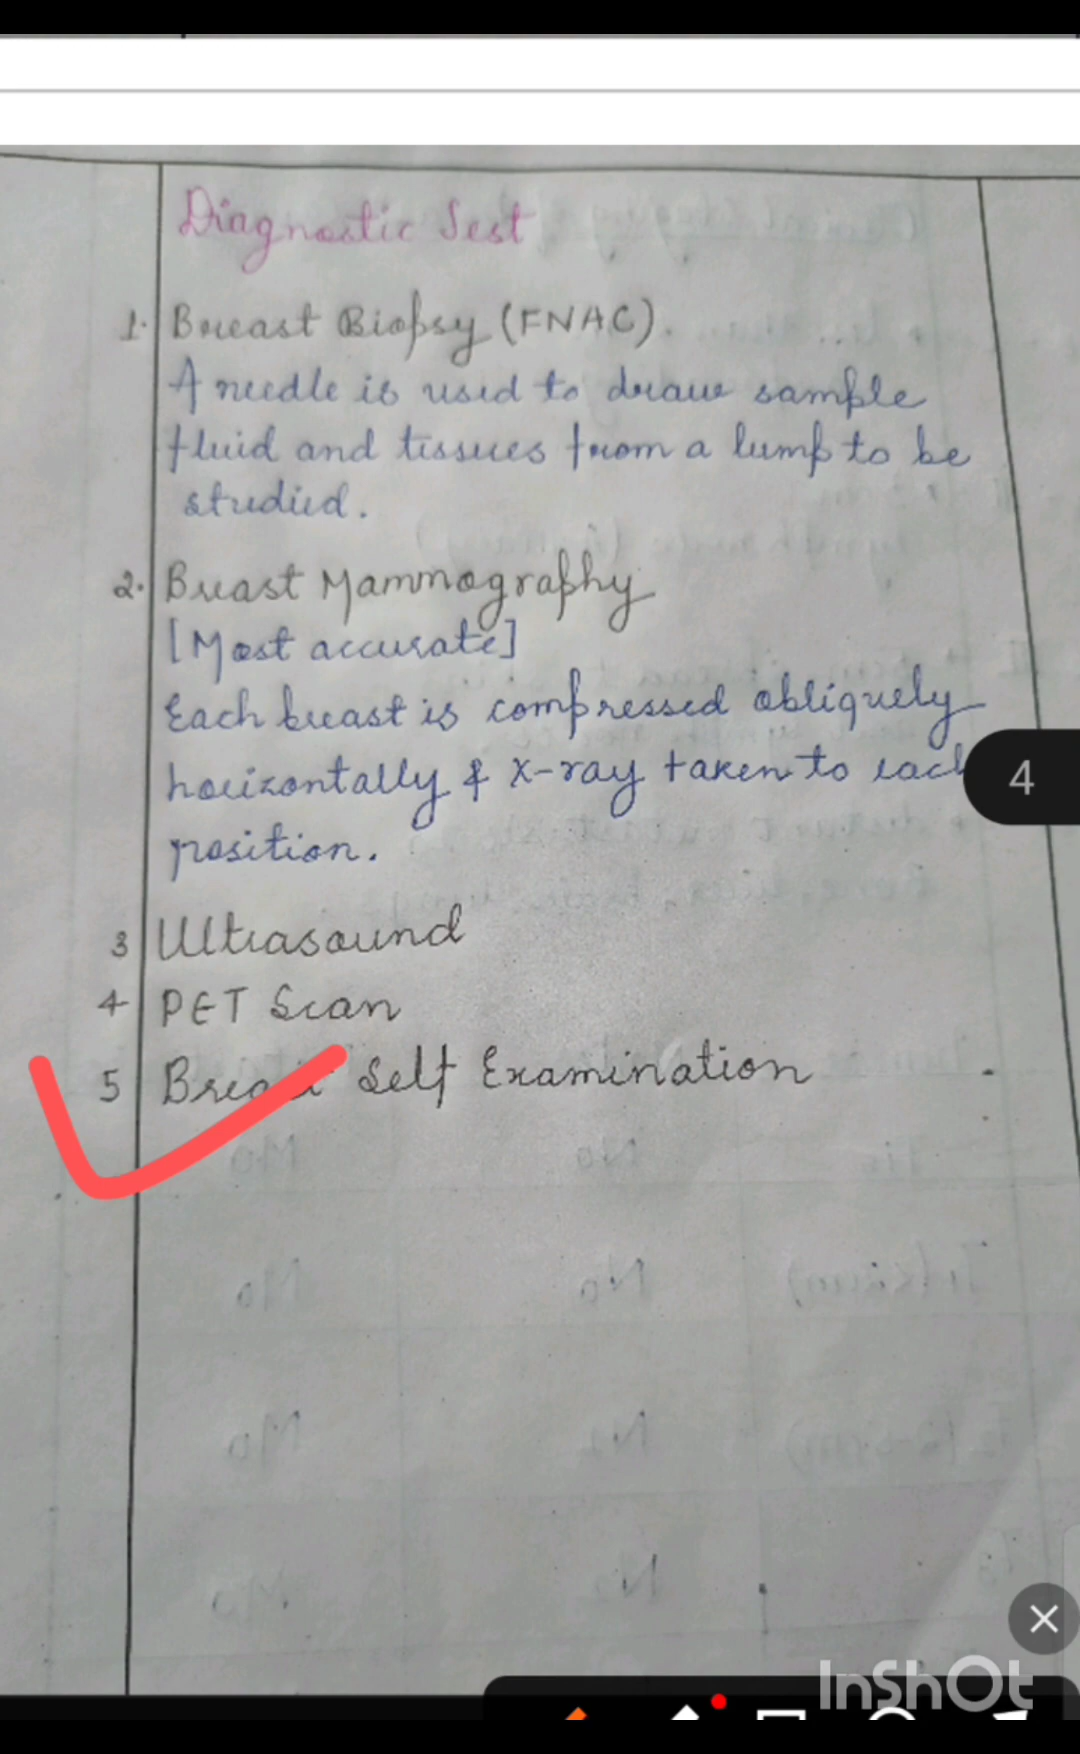 Diagnostic Test
1. Breast Biopsy (FNAC).
A needle is used to draw sample
fluid and tissues from a lump to be
studied.
2. Breast Mammography
[Most accurate]
Each breast is compressed obliquely
horizontally & X-ray taken to each
position.
3 Ultrasound
4 PET Scan
5 Breast Self Examination
4
InShOt